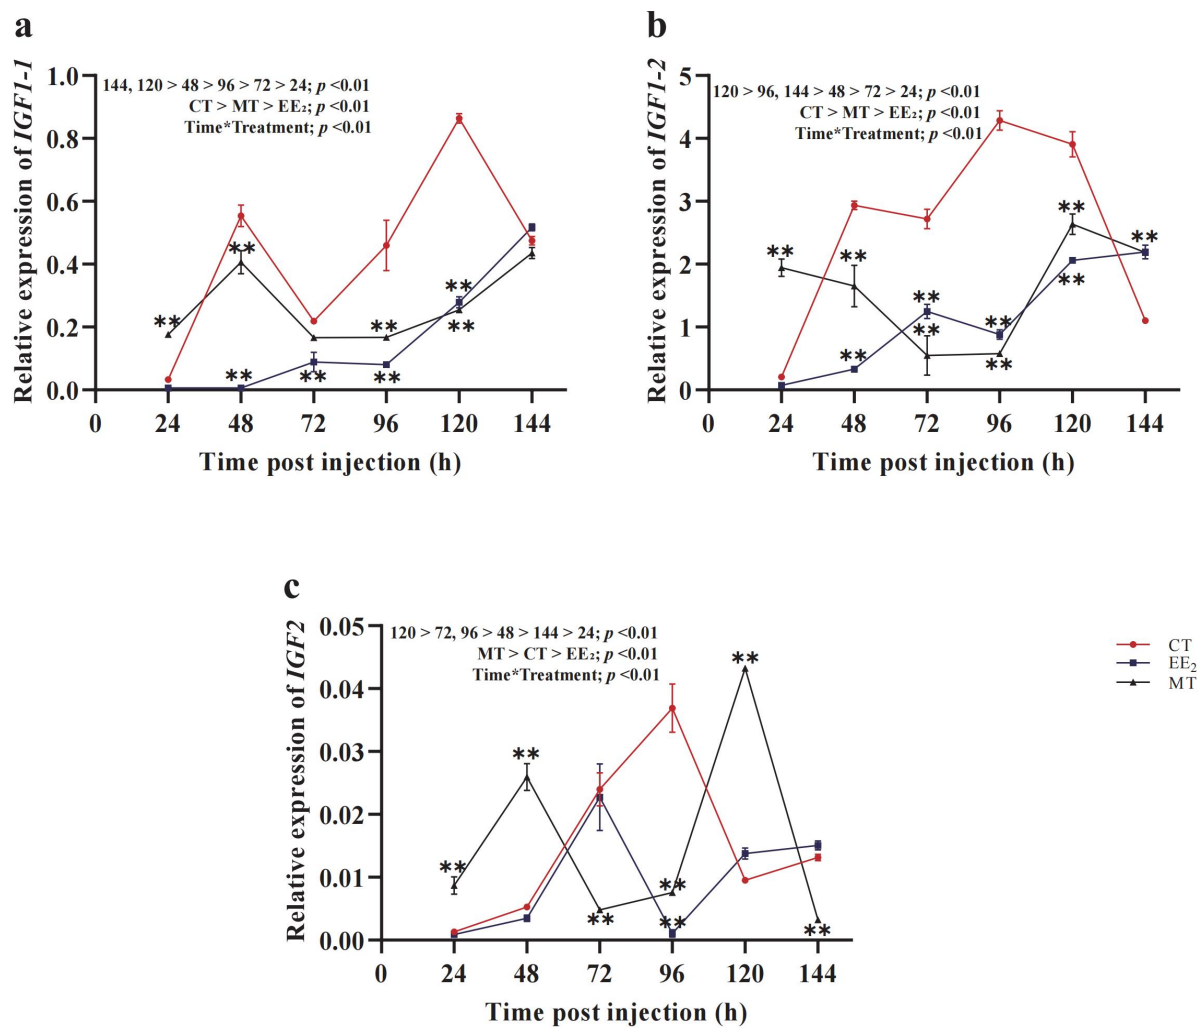 a
Relative expression of IGF1-1
144, 120 > 48 > 96 > 72 > 24; p <0.01
CT > MT > EE₂; p <0.01
Time*Treatment; p <0.01
1.0
0.8
0.6
0.4
0.2
0.0
** ** ** ** ** ** ** **
0 24 48 72 96 120 144
Time post injection (h)
b
Relative expression of IGF1-2
120 > 96, 144 > 48 > 72 > 24; p <0.01
CT > MT > EE₂; p <0.01
Time*Treatment; p <0.01
5
4
3
2
1
0
** ** ** ** ** ** ** ** ** **
0 24 48 72 96 120 144
Time post injection (h)
c
Relative expression of IGF2
120 > 72, 96 > 48 > 144 > 24; p <0.01
MT > CT > EE₂; p <0.01
Time*Treatment; p <0.01
0.05
0.04
0.03
0.02
0.01
0.00
** ** ** ** ** ** **
0 24 48 72 96 120 144
Time post injection (h)
CT
EE₂
MT